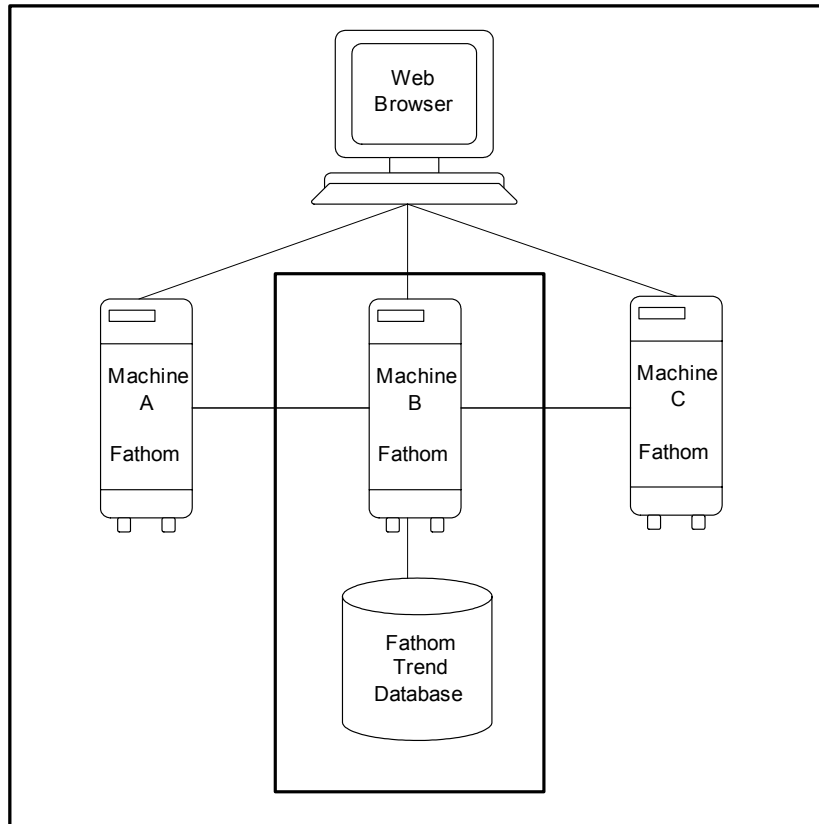 Web
Browser
Machine
A
Fathom
Machine
B
Fathom
Machine
C
Fathom
Fathom
Trend
Database